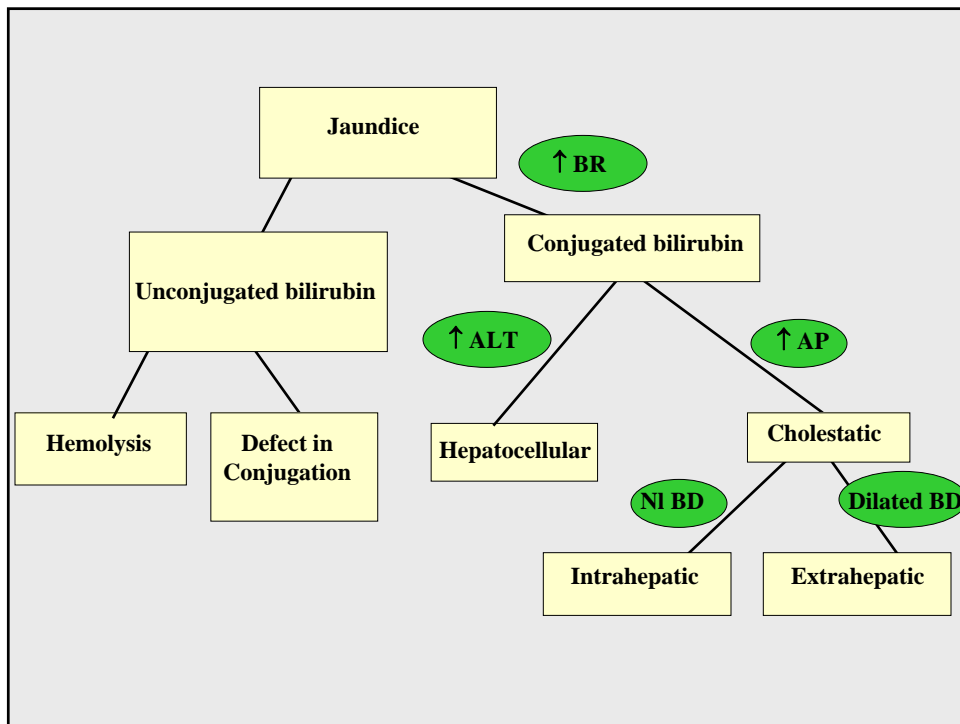 Jaundice
↑ BR
Conjugated bilirubin
Unconjugated bilirubin
↑ ALT
↑ AP
Hemolysis
Defect in
Conjugation
Hepatocellular
Cholestatic
Nl BD
Dilated BD
Intrahepatic
Extrahepatic